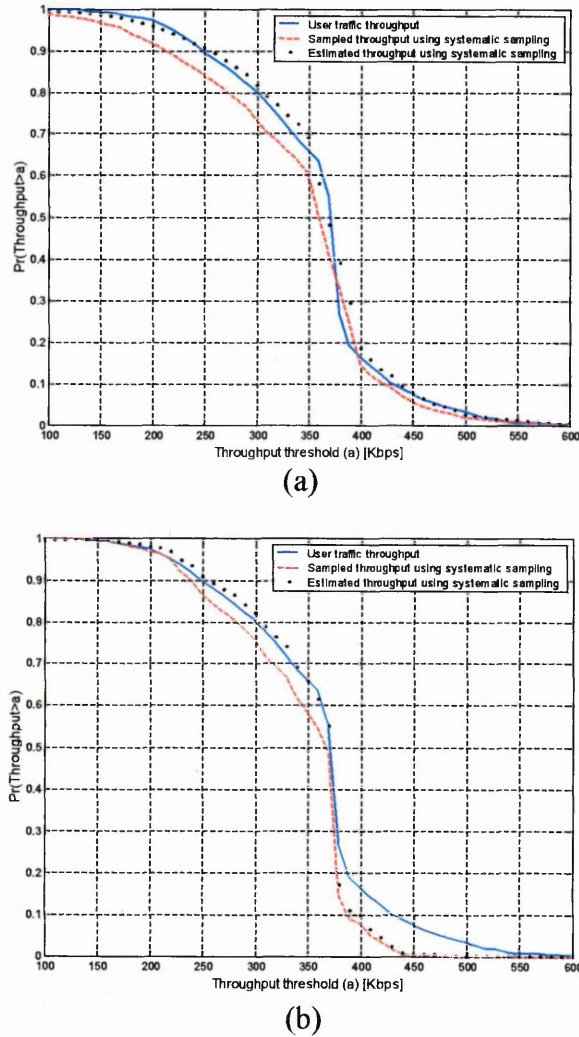 1
0.9
0.8
0.7
0.6
0.5
0.4
0.3
0.2
0.1
0
Pr(Throughput>a)
User traffic throughput
Sampled throughput using systematic sampling
Estimated throughput using systematic sampling
100 150 200 250 300 350 400 450 500 550 600
Throughput threshold (a) [Kbps]
(a)
1
0.9
0.8
0.7
0.6
0.5
0.4
0.3
0.2
0.1
0
Pr(Throughput>a)
User traffic throughput
Sampled throughput using systematic sampling
Estimated throughput using systematic sampling
100 150 200 250 300 350 400 450 500 550 600
Throughput threshold (a) [Kbps]
(b)